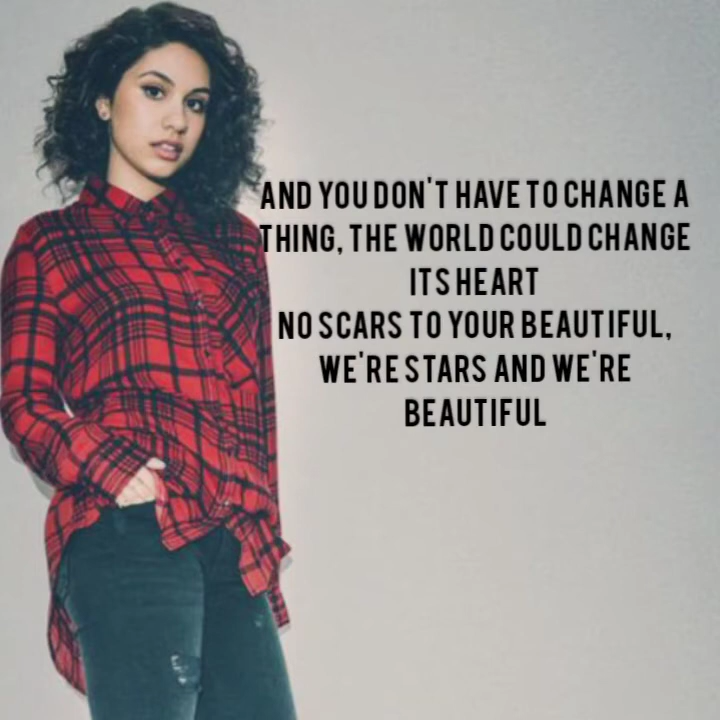 AND YOU DON'T HAVE TO CHANGE A
THING, THE WORLD COULD CHANGE
ITS HEART
NO SCARS TO YOUR BEAUTIFUL,
WE'RE STARS AND WE'RE
BEAUTIFUL